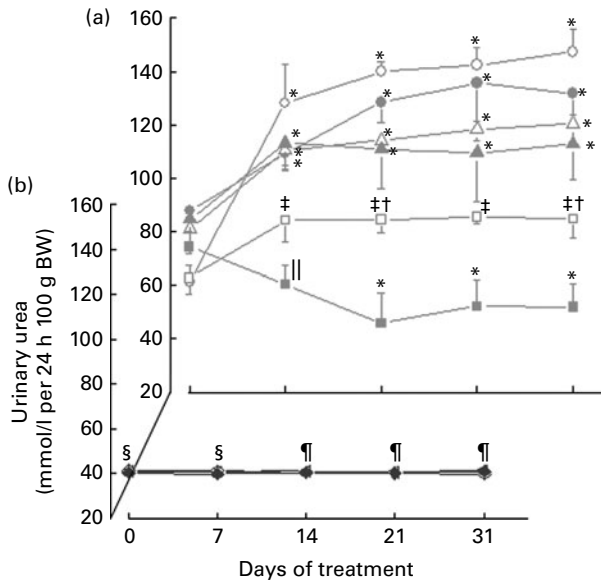 (a)
160
140
120
100
80
60
40
20
* * * *
* * *
* * * *
* * * *
‡ ‡† ‡ ‡†
|| * * *
(b)
160
140
120
100
80
60
40
20
Urinary urea
(mmol/l per 24 h 100 g BW)
§ § ¶ ¶ ¶
0 7 14 21 31
Days of treatment